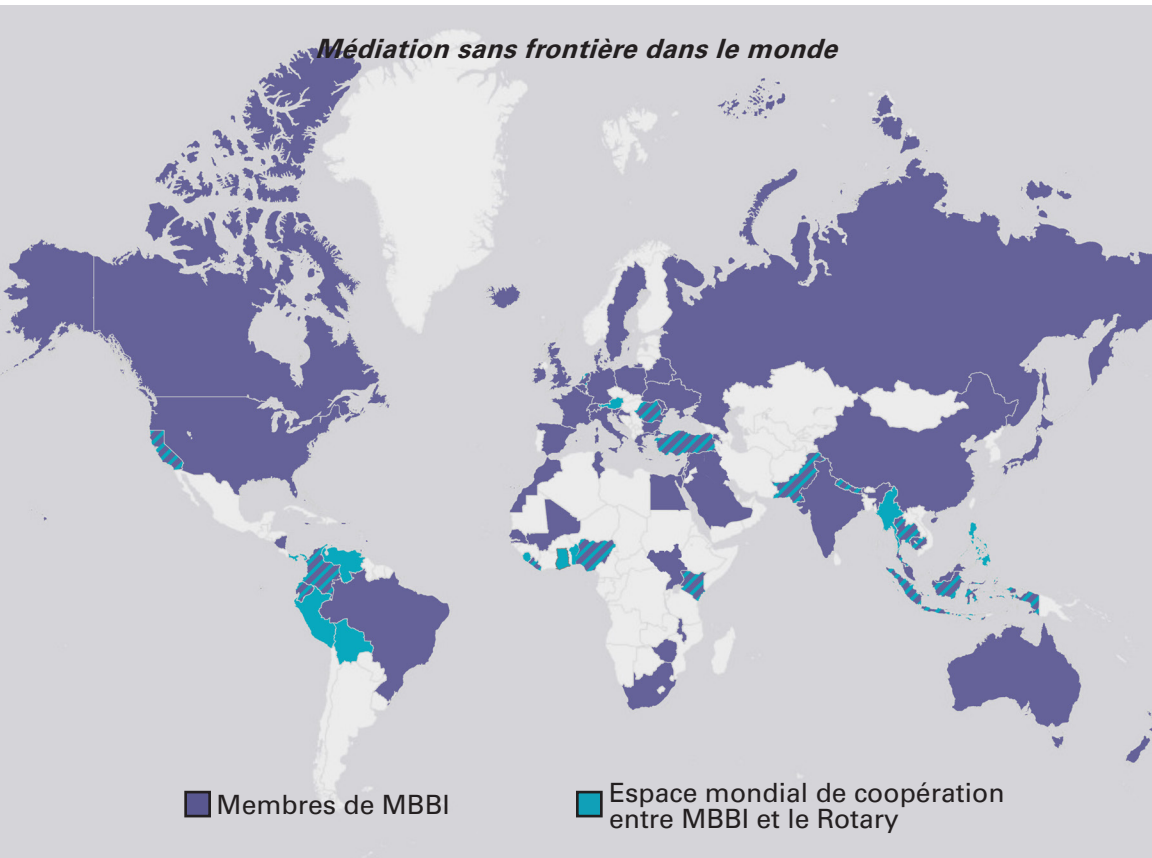 Médiation sans frontière dans le monde
Membres de MBBI
Espace mondial de coopération
entre MBBI et le Rotary